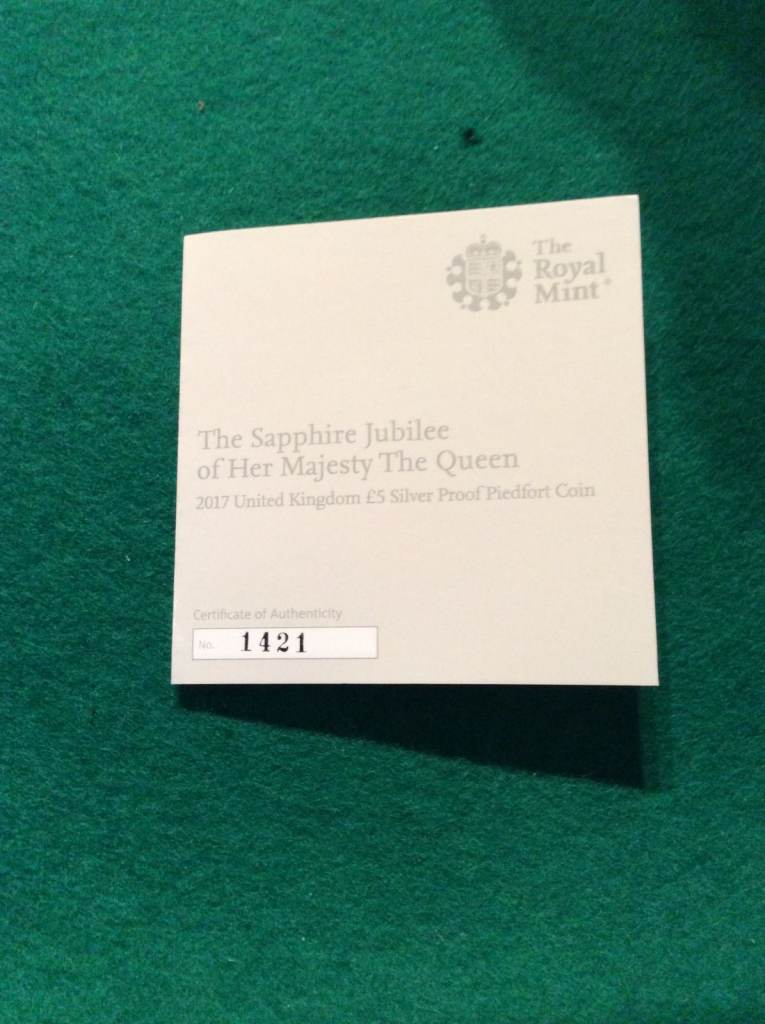 The
Royal
Mint®
The Sapphire Jubilee
of Her Majesty The Queen
2017 United Kingdom £5 Silver Proof Piedfort Coin
Certificate of Authenticity
No. 1421